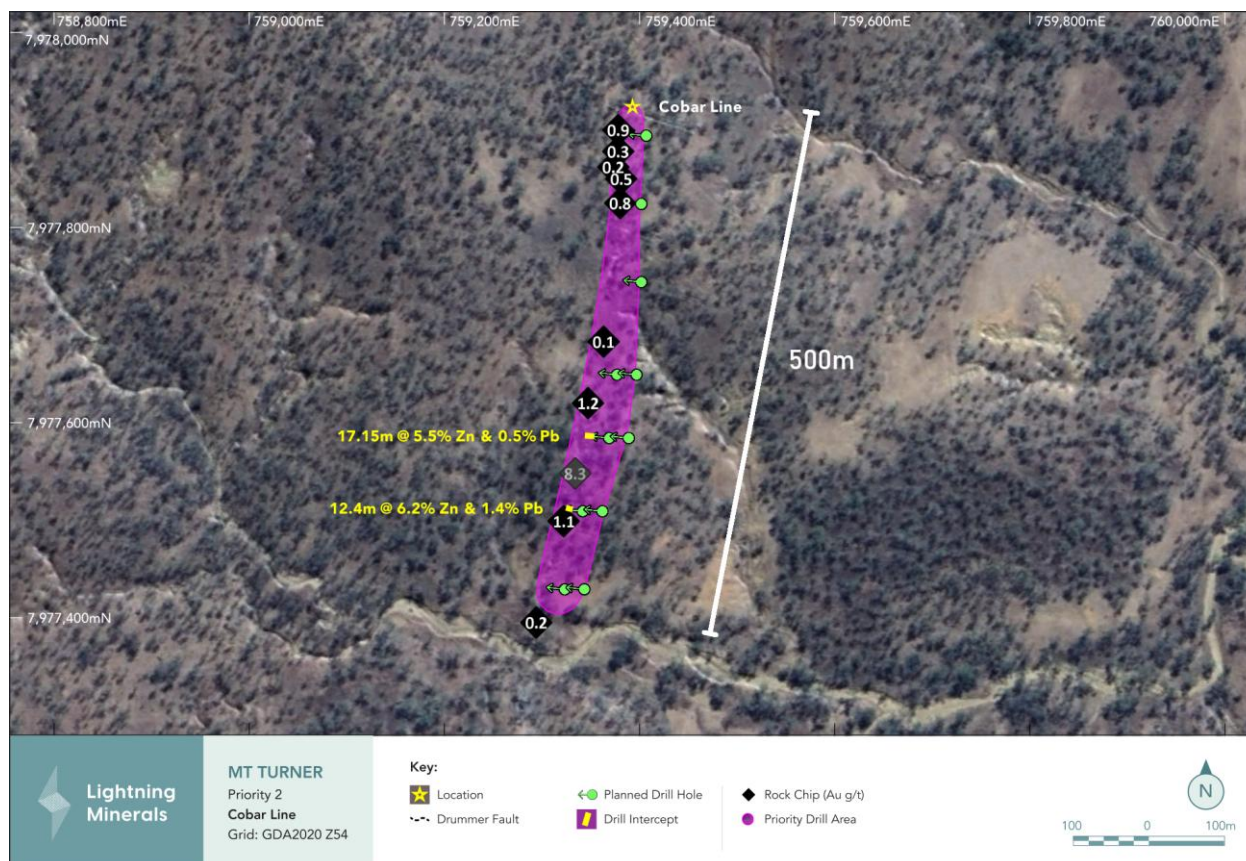 758,800mE
759,000mE
759,200mE
759,400mE
759,600mE
759,800mE
760,000mE
7,978,000mN
Cobar Line
0.9
0.3
0.2
0.5
0.8
7,977,800mN
0.1
500m
1.2
7,977,600mN
17.15m @ 5.5% Zn & 0.5% Pb
8.3
12.4m @ 6.2% Zn & 1.4% Pb
1.1
7,977,400mN
0.2
Lightning
Minerals
MT TURNER
Priority 2
Cobar Line
Grid: GDA2020 Z54
Key:
Location
Planned Drill Hole
Rock Chip (Au g/t)
Drummer Fault
Drill Intercept
Priority Drill Area
N
100 0 100m